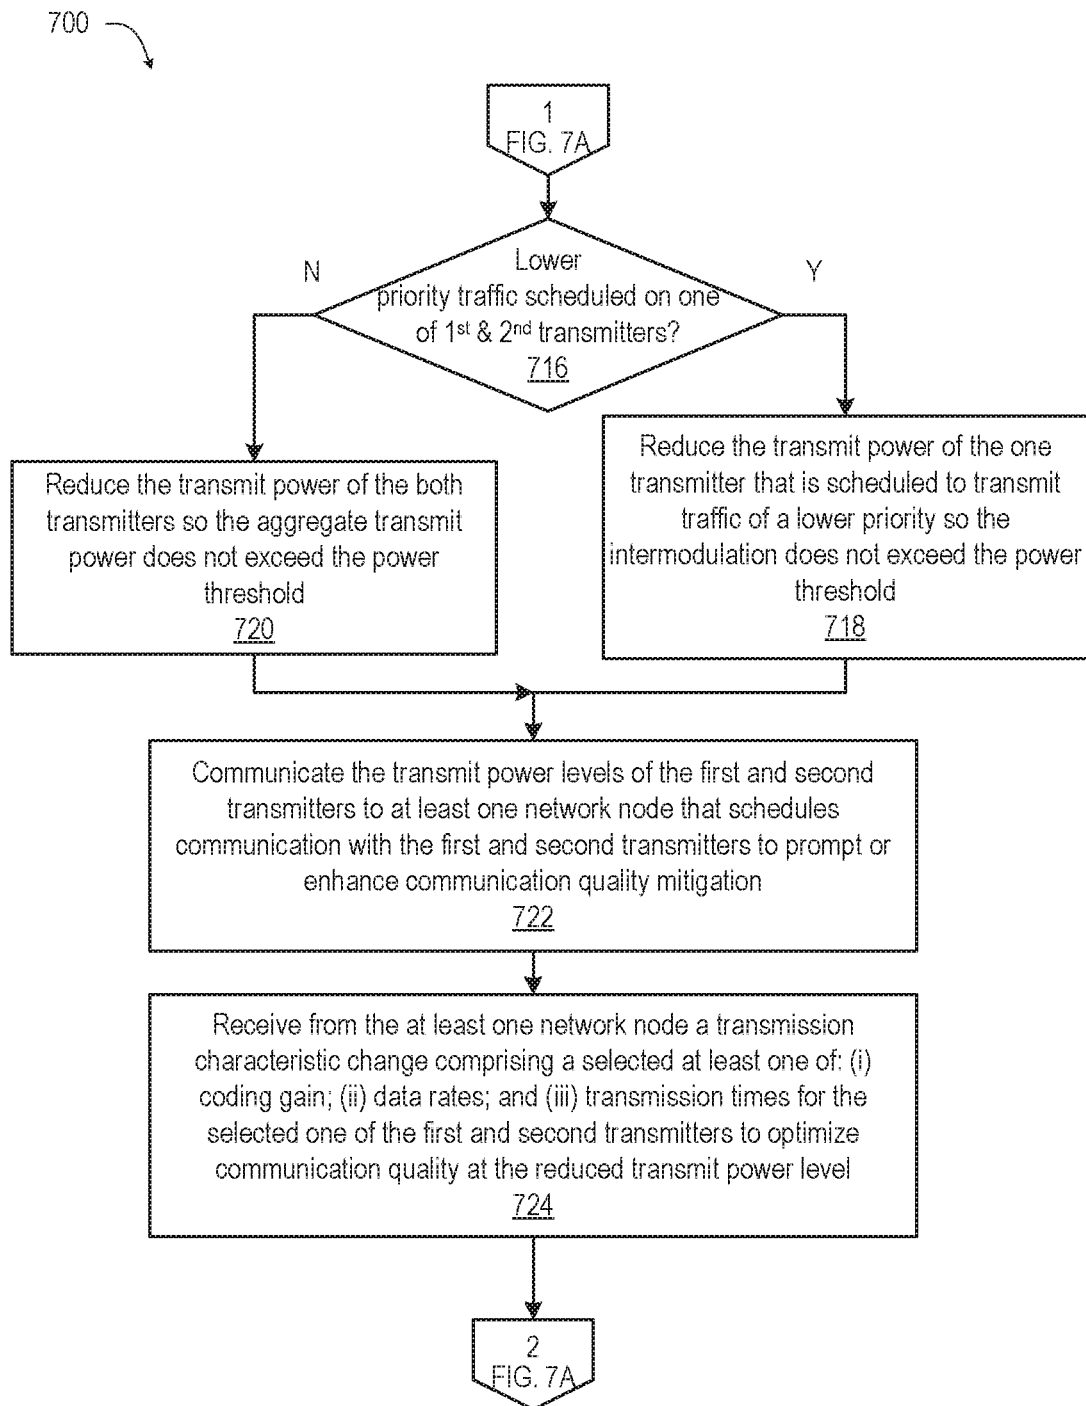 700
1
FIG. 7A
Lower
priority traffic scheduled on one
of 1st & 2nd transmitters?
716
N
Y
Reduce the transmit power of the both
transmitters so the aggregate transmit
power does not exceed the power
threshold
720
Reduce the transmit power of the one
transmitter that is scheduled to transmit
traffic of a lower priority so the
intermodulation does not exceed the power
threshold
718
Communicate the transmit power levels of the first and second
transmitters to at least one network node that schedules
communication with the first and second transmitters to prompt or
enhance communication quality mitigation
722
Receive from the at least one network node a transmission
characteristic change comprising a selected at least one of: (i)
coding gain; (ii) data rates; and (iii) transmission times for the
selected one of the first and second transmitters to optimize
communication quality at the reduced transmit power level
724
2
FIG. 7A